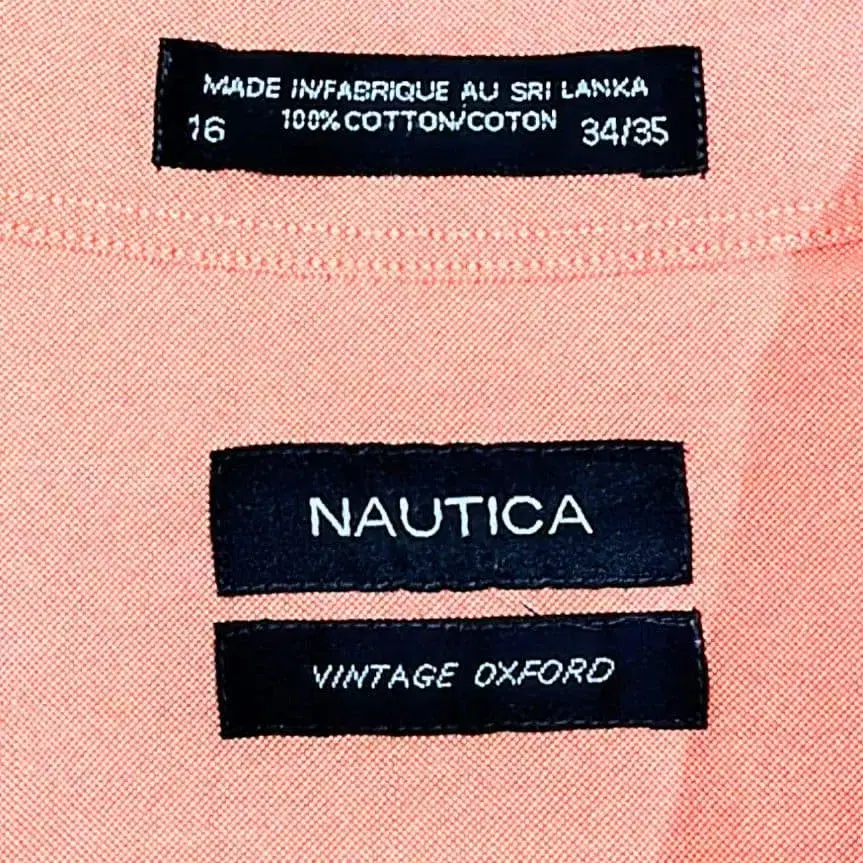 MADE IN/FABRIQUE AU SRI LANKA
16 100% COTTON/COTON 34/35
NAUTICA
VINTAGE OXFORD